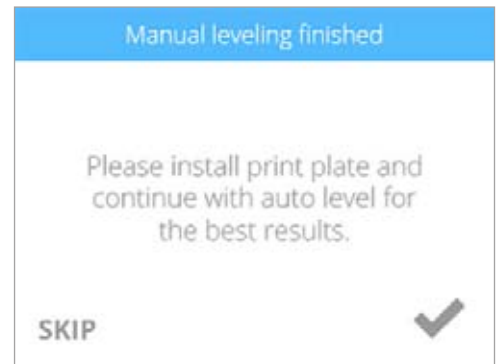 Manual leveling finished
Please install print plate and
continue with auto level for
the best results.
SKIP